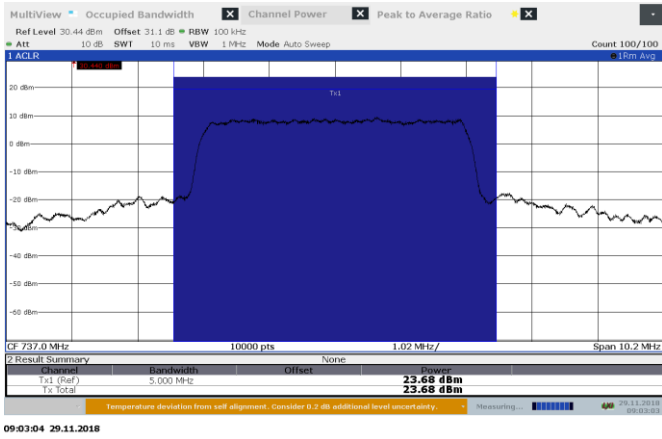 MultiView Occupied Bandwidth X Channel Power X Peak to Average Ratio X
Ref Level 30.44 dBm Offset 31.1 dB RBW 100 kHz
Att 10 dB SWT 10 ms VBW 1 MHz Mode Auto Sweep Count 100/100
1 ACLR 1Rm Avg
Tx1
20 dBm
10 dBm
0 dBm
-10 dBm
-20 dBm
-30 dBm
-40 dBm
-50 dBm
-60 dBm
CF 737.0 MHz 10000 pts 1.02 MHz/ Span 10.2 MHz
2 Result Summary None
Channel Bandwidth Offset Power
Tx1 (Ref) 5.000 MHz 23.68 dBm
Tx Total 23.68 dBm
Temperature deviation from self alignment. Consider 0.2 dB additional level uncertainty. Measuring... 29.11.2018
09:03:03
09:03:04 29.11.2018